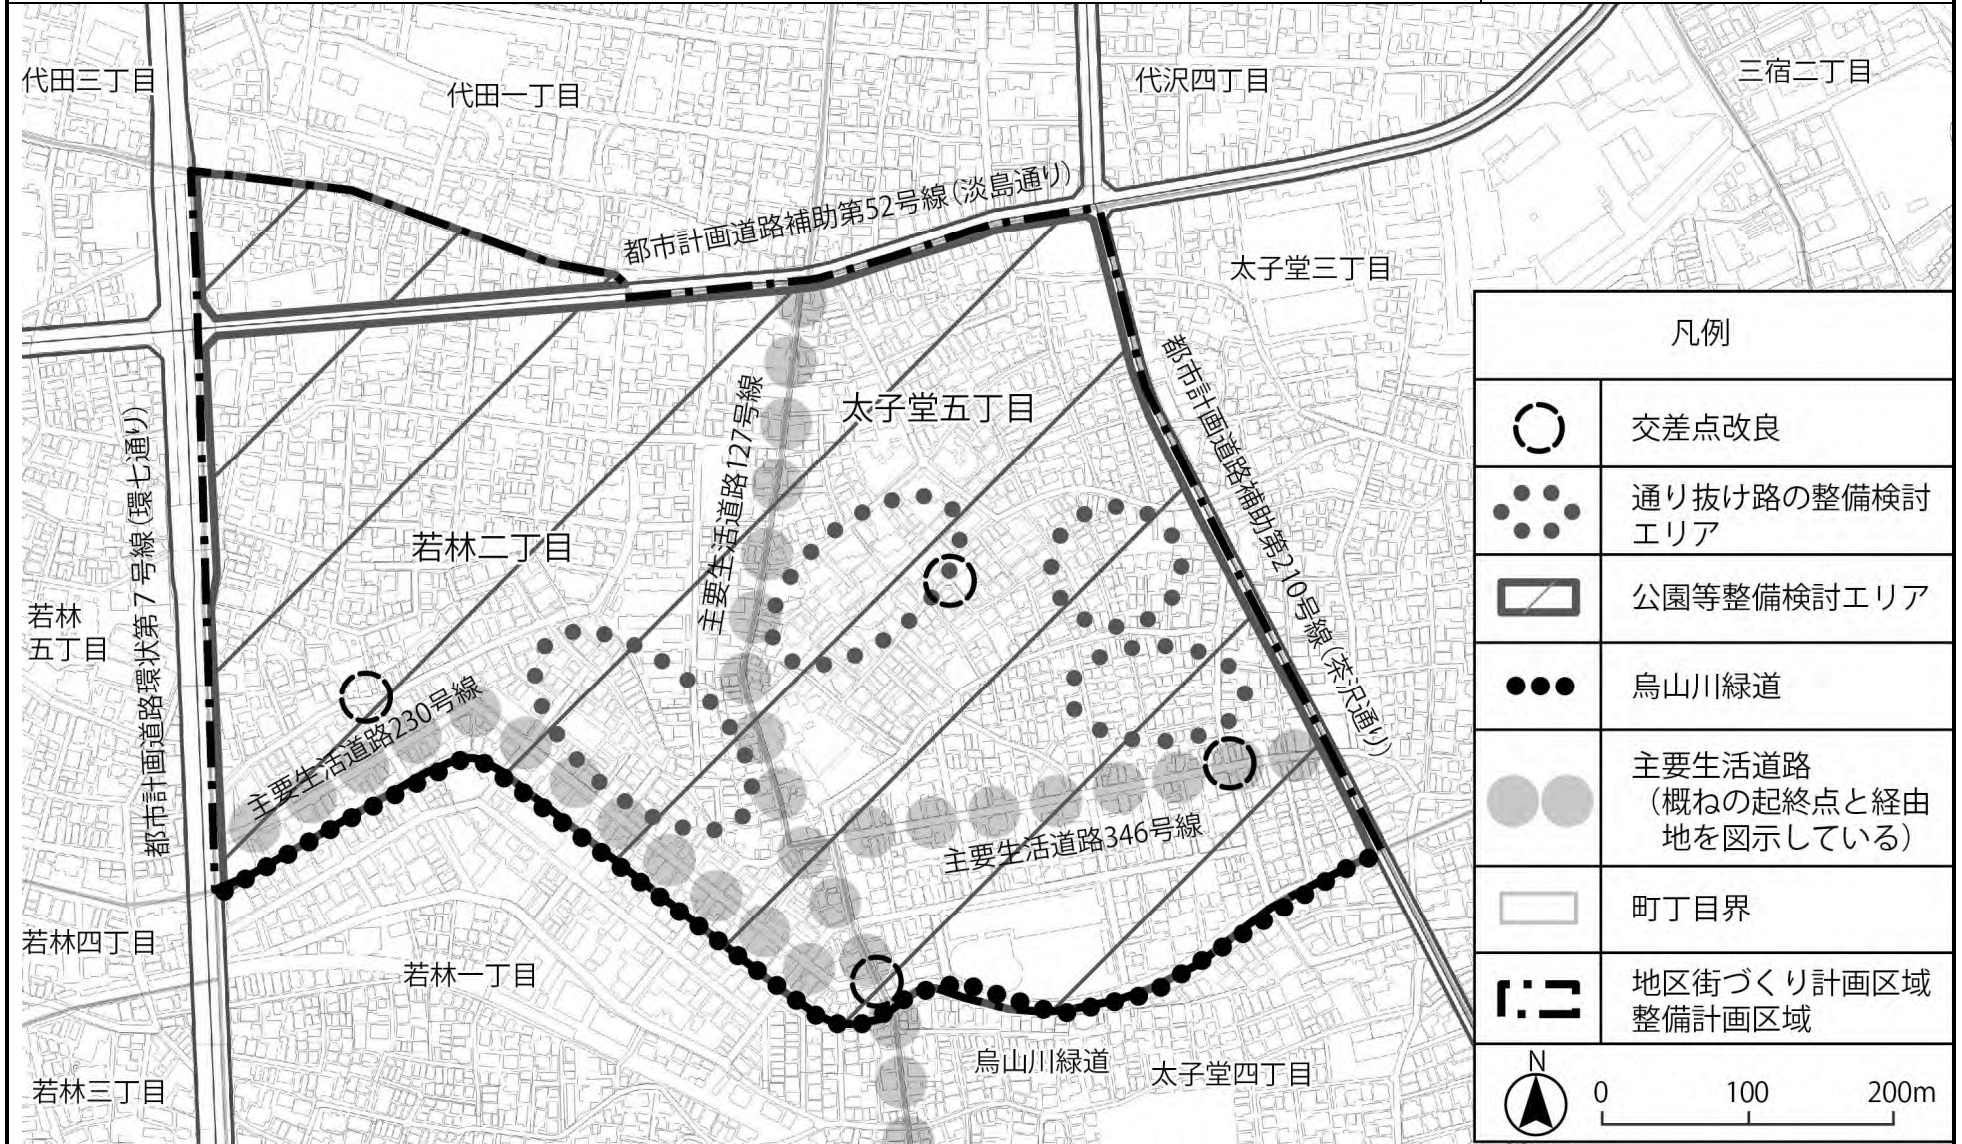 代田三丁目
代田一丁目
代沢四丁目
三宿二丁目
都市計画道路補助第52号線(淡島通り)
太子堂三丁目
都市計画道路環状第7号線(環七通り)
主要生活道路127号線
太子堂五丁目
都市計画道路補助第210号線(茶沢通り)
若林二丁目
若林
五丁目
主要生活道路230号線
主要生活道路346号線
若林四丁目
若林一丁目
烏山川緑道
太子堂四丁目
若林三丁目
凡例
交差点改良
通り抜け路の整備検討
エリア
公園等整備検討エリア
烏山川緑道
主要生活道路
(概ねの起終点と経由
地を図示している)
町丁目界
地区街づくり計画区域
整備計画区域
N
0 100 200m